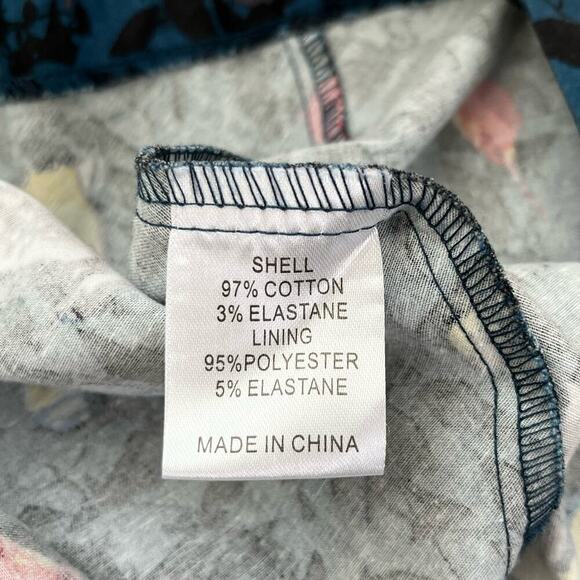 SHELL
97% COTTON
3% ELASTANE
LINING
95%POLYESTER
5% ELASTANE
MADE IN CHINA